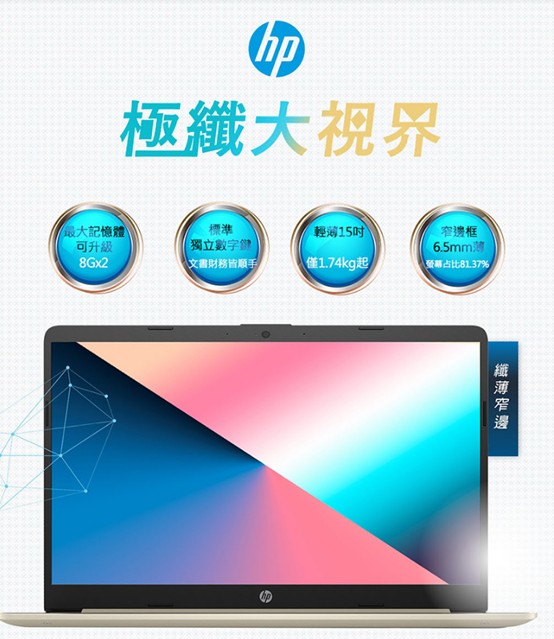 hp
極纖大視界
最大記憶體
可升級
8Gx2
標準
獨立數字鍵
文書財務皆順手
輕薄15吋
僅1.74kg起
窄邊框
6.5mm薄
螢幕占比81.37%
纖薄窄邊
hp